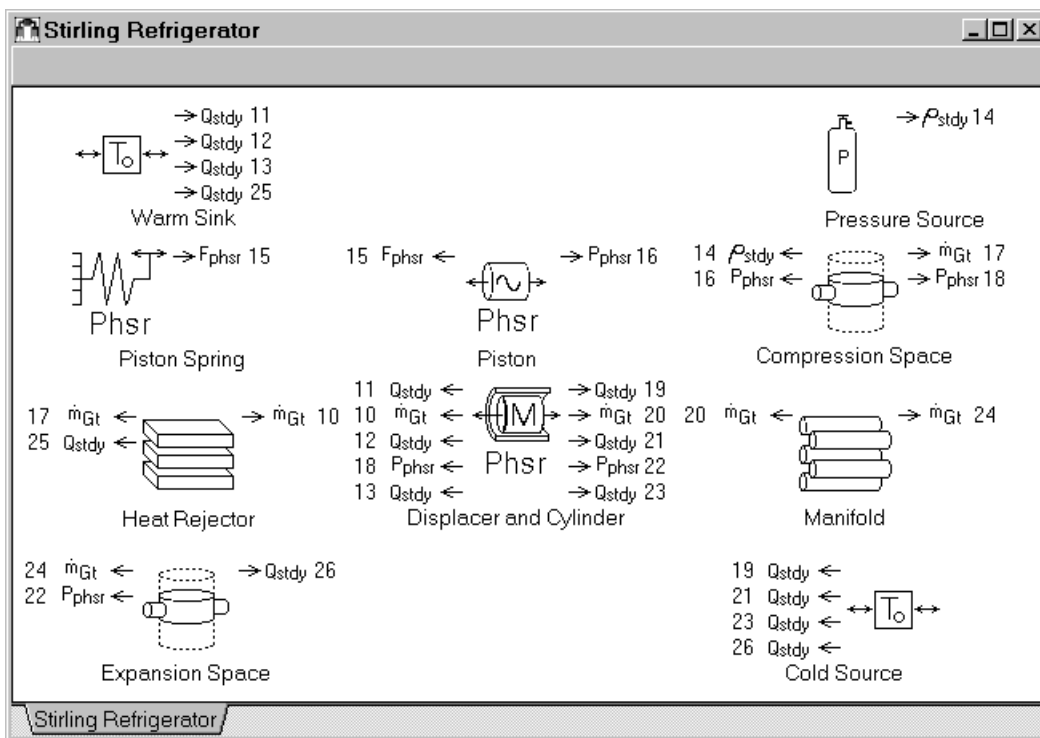 Stirling Refrigerator
Qstdy 11
Qstdy 12
Qstdy 13
Qstdy 25
To
Warm Sink
P
ρstdy 14
Pressure Source
Fphsr 15
Phsr
Piston Spring
15 Fphsr
Pphsr 16
Phsr
Piston
14 ρstdy
16 Pphsr
ṁGt 17
Pphsr 18
Compression Space
17 ṁGt
25 Qstdy
ṁGt 10
Heat Rejector
11 Qstdy
10 ṁGt
12 Qstdy
18 Pphsr
13 Qstdy
M
Phsr
Qstdy 19
ṁGt 20
Qstdy 21
Pphsr 22
Qstdy 23
Displacer and Cylinder
20 ṁGt
ṁGt 24
Manifold
24 ṁGt
22 Pphsr
Qstdy 26
Expansion Space
19 Qstdy
21 Qstdy
23 Qstdy
26 Qstdy
To
Cold Source
Stirling Refrigerator